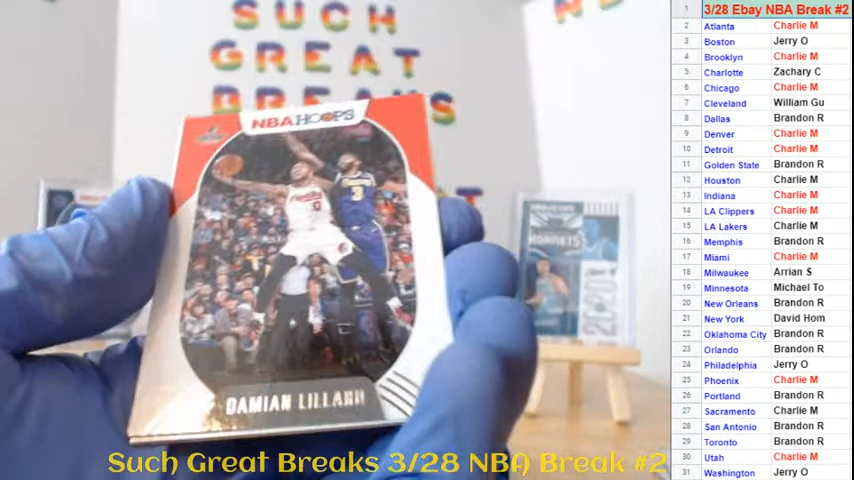 SUCH
GREAT
BREAKS
NBA HOOPS
DAMIAN LILLARD
HORNETS
Such Great Breaks 3/28 NBA Break #2
1 3/28 Ebay NBA Break #2
2 Atlanta Charlie M
3 Boston Jerry O
4 Brooklyn Charlie M
5 Charlotte Zachary C
6 Chicago Charlie M
7 Cleveland William Gu
8 Dallas Brandon R
9 Denver Charlie M
10 Detroit Charlie M
11 Golden State Brandon R
12 Houston Charlie M
13 Indiana Charlie M
14 LA Clippers Charlie M
15 LA Lakers Charlie M
16 Memphis Brandon R
17 Miami Charlie M
18 Milwaukee Arrian S
19 Minnesota Michael To
20 New Orleans Brandon R
21 New York David Hom
22 Oklahoma City Brandon R
23 Orlando Brandon R
24 Philadelphia Jerry O
25 Phoenix Charlie M
26 Portland Brandon R
27 Sacramento Charlie M
28 San Antonio Brandon R
29 Toronto Brandon R
30 Utah Charlie M
31 Washington Jerry O